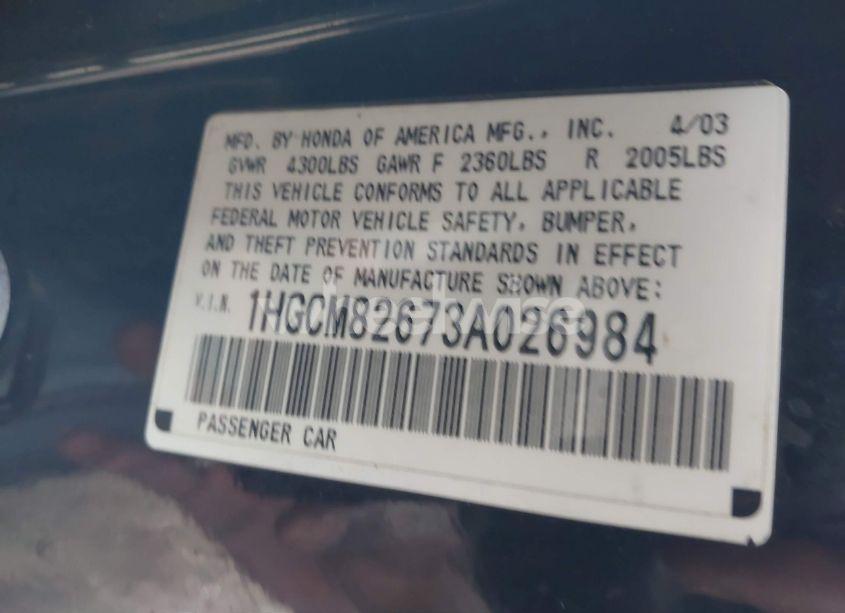 MFD. BY HONDA OF AMERICA MFG., INC. 4/03
GVWR 4300LBS GAWR F 2360LBS R 2005LBS
THIS VEHICLE CONFORMS TO ALL APPLICABLE
FEDERAL MOTOR VEHICLE SAFETY, BUMPER,
AND THEFT PREVENTION STANDARDS IN EFFECT
ON THE DATE OF MANUFACTURE SHOWN ABOVE:
V.I.N. 1HGCM82673A026984
PASSENGER CAR